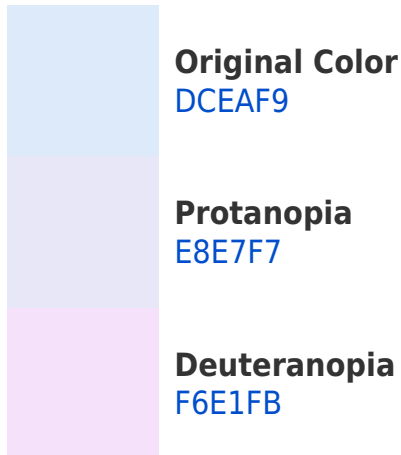 Original Color
DCEAF9
Protanopia
E8E7F7
Deuteranopia
F6E1FB